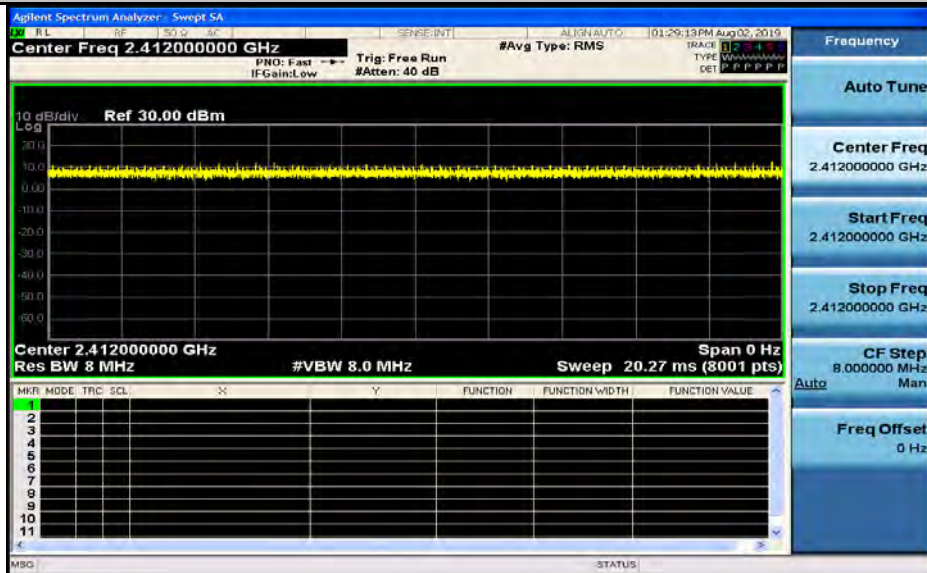 Agilent Spectrum Analyzer - Swept SA
RL RF 50 Ω AC SENSE:INT ALIGN AUTO 01:29:13PM Aug 02, 2019
Center Freq 2.412000000 GHz #Avg Type: RMS TRACE 1 2 3 4 5 6
PNO: Fast Trig: Free Run TYPE
IFGain:Low #Atten: 40 dB DET P P P P P P
10 dB/div Ref 30.00 dBm
Log
20.0
10.0
0.00
-10.0
-20.0
-30.0
-40.0
-50.0
-60.0
Center 2.412000000 GHz Span 0 Hz
Res BW 8 MHz #VBW 8.0 MHz Sweep 20.27 ms (8001 pts)
MKR MODE TRC SCL X Y FUNCTION FUNCTION WIDTH FUNCTION VALUE
1
2
3
4
5
6
7
8
9
10
11
MSG STATUS
Frequency
Auto Tune
Center Freq
2.412000000 GHz
Start Freq
2.412000000 GHz
Stop Freq
2.412000000 GHz
CF Step
8.000000 MHz
Auto Man
Freq Offset
0 Hz